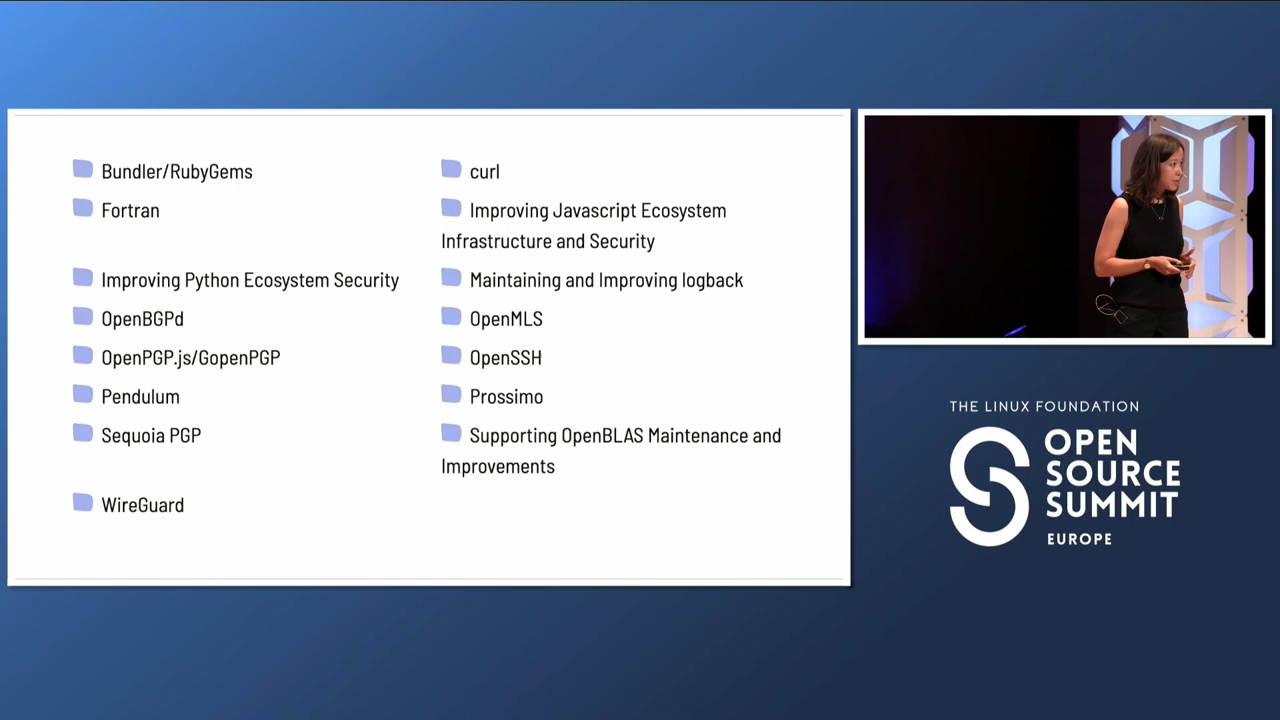 Bundler/RubyGems
curl
Fortran
Improving Javascript Ecosystem
Infrastructure and Security
Improving Python Ecosystem Security
Maintaining and Improving logback
OpenBGPd
OpenMLS
OpenPGP.js/GopenPGP
OpenSSH
Pendulum
Prossimo
Sequoia PGP
Supporting OpenBLAS Maintenance and
Improvements
WireGuard
THE LINUX FOUNDATION
OPEN
SOURCE
SUMMIT
EUROPE